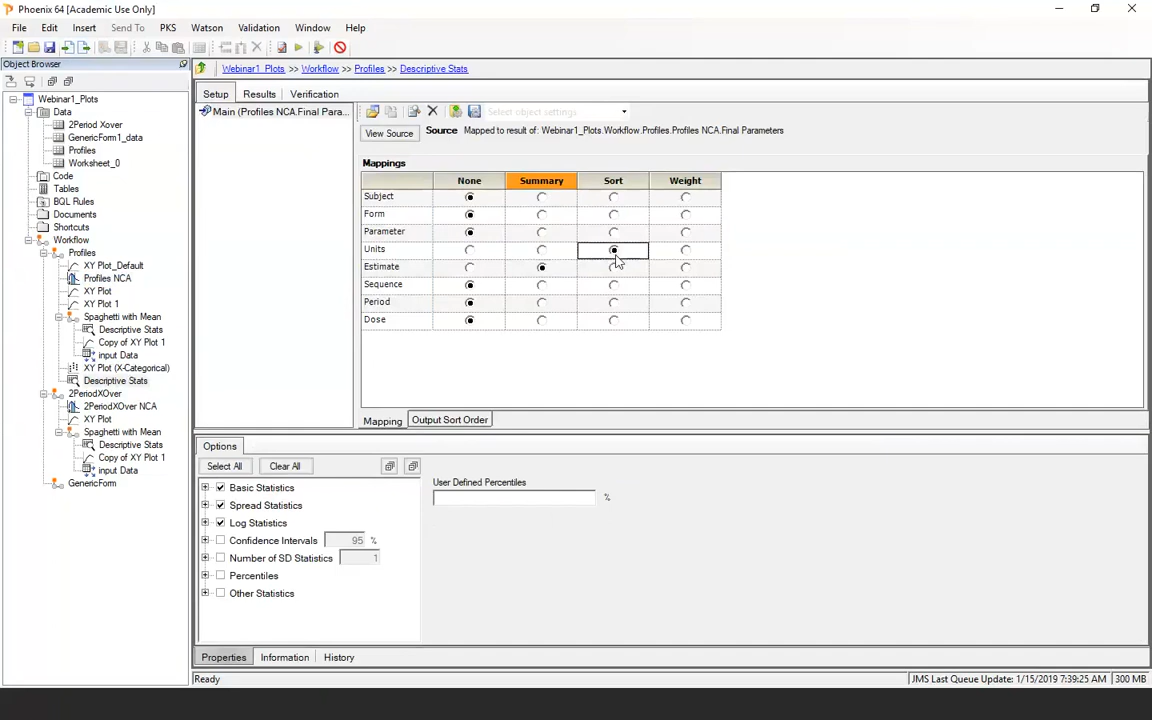 Phoenix 64 [Academic Use Only]
File Edit Insert Send To PKS Watson Validation Window Help
Object Browser
Webinar1_Plots >> Workflow >> Profiles >> Descriptive Stats
Webinar1_Plots
Data
2Period Xover
GenericForm1_data
Profiles
Worksheet_0
Code
Tables
BQL Rules
Documents
Shortcuts
Workflow
Profiles
XY Plot_Default
Profiles NCA
XY Plot
XY Plot 1
Spaghetti with Mean
Descriptive Stats
Copy of XY Plot 1
input Data
XY Plot (X-Categorical)
Descriptive Stats
2PeriodXOver
2PeriodXOver NCA
XY Plot
Spaghetti with Mean
Descriptive Stats
Copy of XY Plot 1
input Data
GenericForm
Setup Results Verification
Main (Profiles NCA.Final Para...
Select object settings
View Source Source Mapped to result of: Webinar1_Plots.Workflow.Profiles.Profiles NCA.Final Parameters
Mappings
None Summary Sort Weight
Subject
Form
Parameter
Units
Estimate
Sequence
Period
Dose
Mapping Output Sort Order
Options
Select All Clear All
Basic Statistics
Spread Statistics
Log Statistics
Confidence Intervals 95 %
Number of SD Statistics 1
Percentiles
Other Statistics
User Defined Percentiles
%
Properties Information History
Ready JMS Last Queue Update: 1/15/2019 7:39:25 AM 300 MB